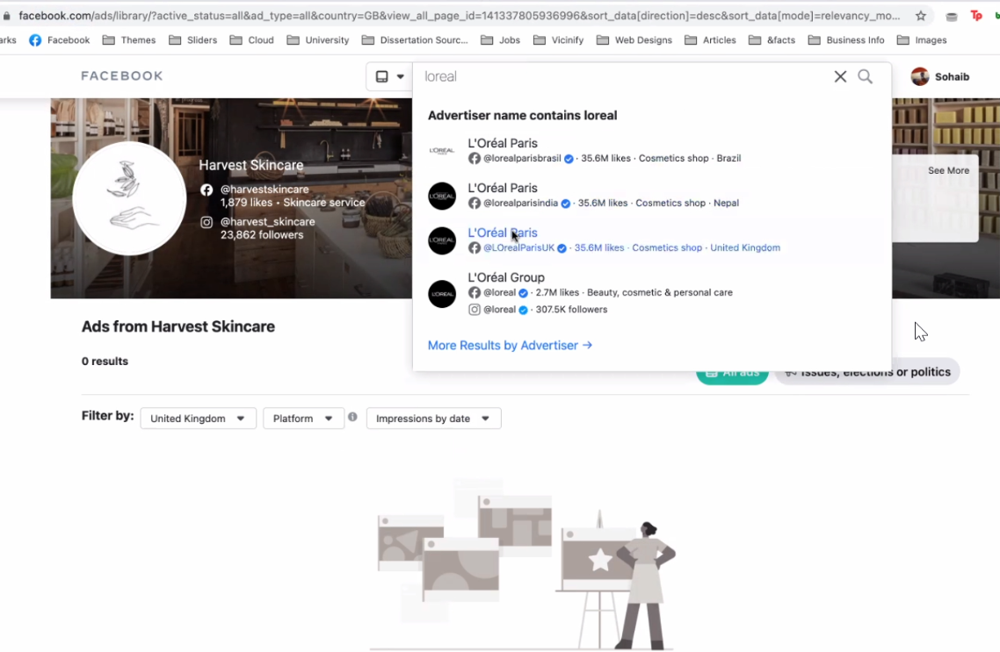 facebook.com/ads/library/?active_status=all&ad_type=all&country=GB&view_all_page_id=141337805936996&sort_data[direction]=desc&sort_data[mode]=relevancy_mo...
Tp
arks Facebook Themes Sliders Cloud University Dissertation Sourc... Jobs Vicinify Web Designs Articles &facts Business Info Images
FACEBOOK
loreal
Sohaib
Advertiser name contains loreal
L'ORÉAL
L'Oréal Paris
@lorealparisbrasil · 35.6M likes · Cosmetics shop · Brazil
L'ORÉAL
L'Oréal Paris
@lorealparisindia · 35.6M likes · Cosmetics shop · Nepal
L'ORÉAL
L'Oréal Paris
@LOrealParisUK · 35.6M likes · Cosmetics shop · United Kingdom
L'ORÉAL
L'Oréal Group
@loreal · 2.7M likes · Beauty, cosmetic & personal care
@loreal · 307.5K followers
More Results by Advertiser →
Harvest Skincare
@harvestskincare
1,879 likes • Skincare service
@harvest_skincare
23,862 followers
See More
Ads from Harvest Skincare
0 results
All ads
Issues, elections or politics
Filter by: United Kingdom Platform Impressions by date